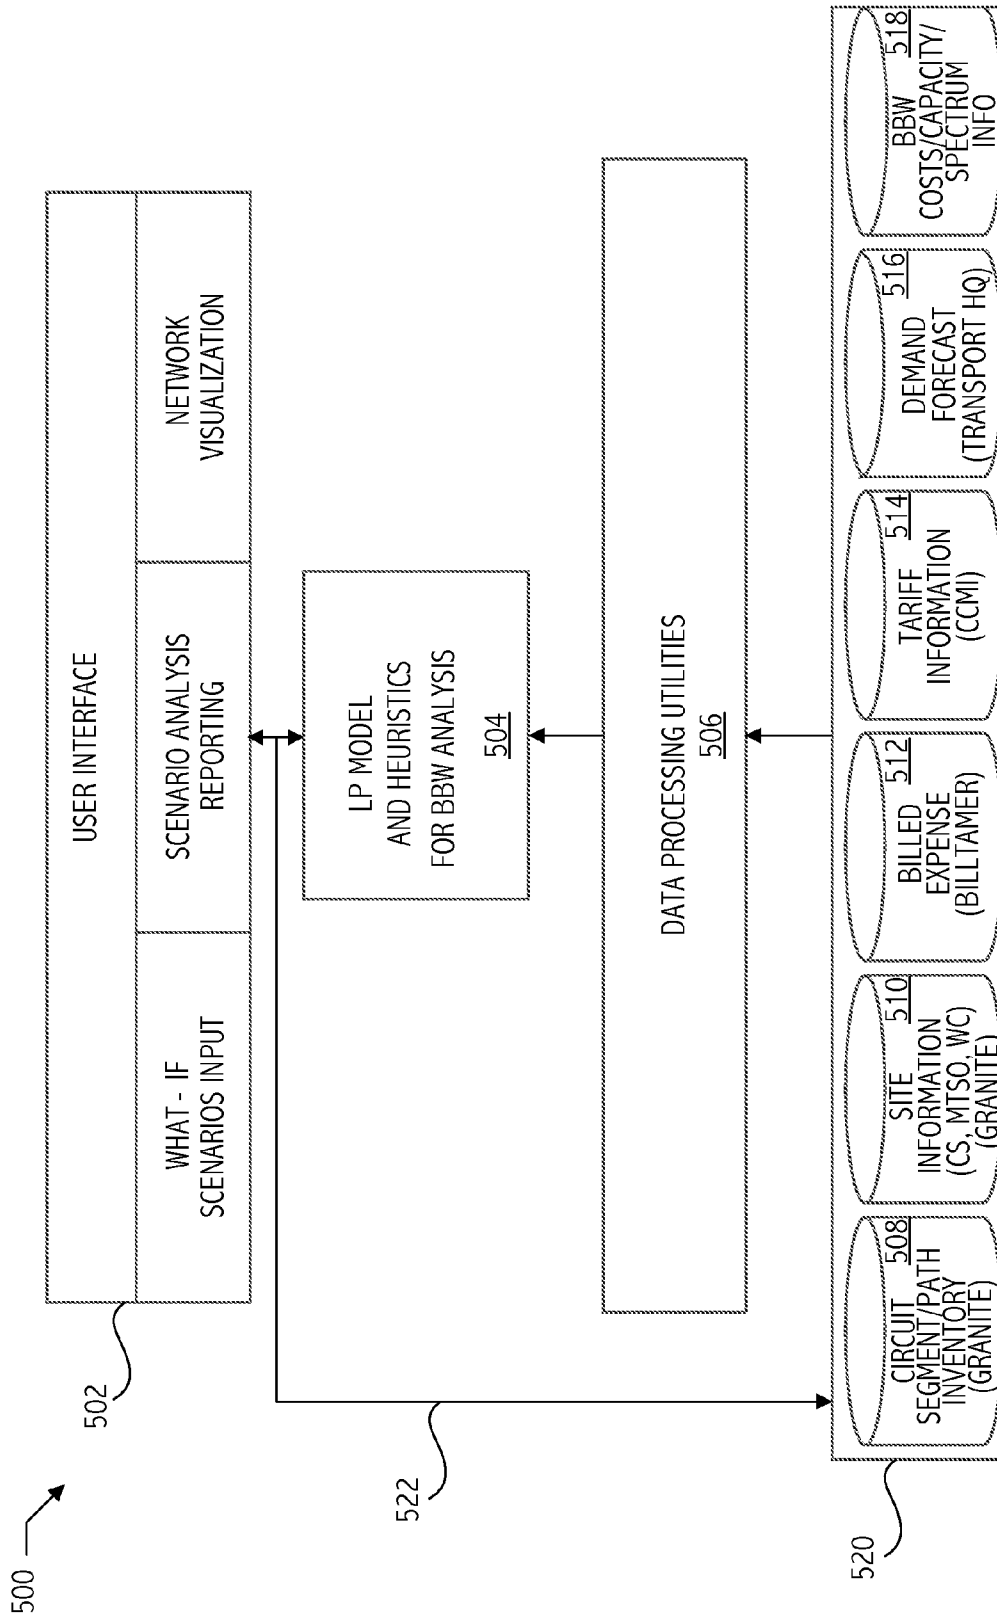 500
502
USER INTERFACE
WHAT - IF
SCENARIOS INPUT
SCENARIO ANALYSIS
REPORTING
NETWORK
VISUALIZATION
522
LP MODEL
AND HEURISTICS
FOR BBW ANALYSIS
504
DATA PROCESSING UTILITIES
506
520
508
CIRCUIT
SEGMENT/PATH
INVENTORY
(GRANITE)
510
SITE
INFORMATION
(CS, MTSO, WC)
(GRANITE)
512
BILLED
EXPENSE
(BILLTAMER)
514
TARIFF
INFORMATION
(CCMI)
516
DEMAND
FORECAST
(TRANSPORT HQ)
518
BBW
COSTS/CAPACITY/
SPECTRUM
INFO